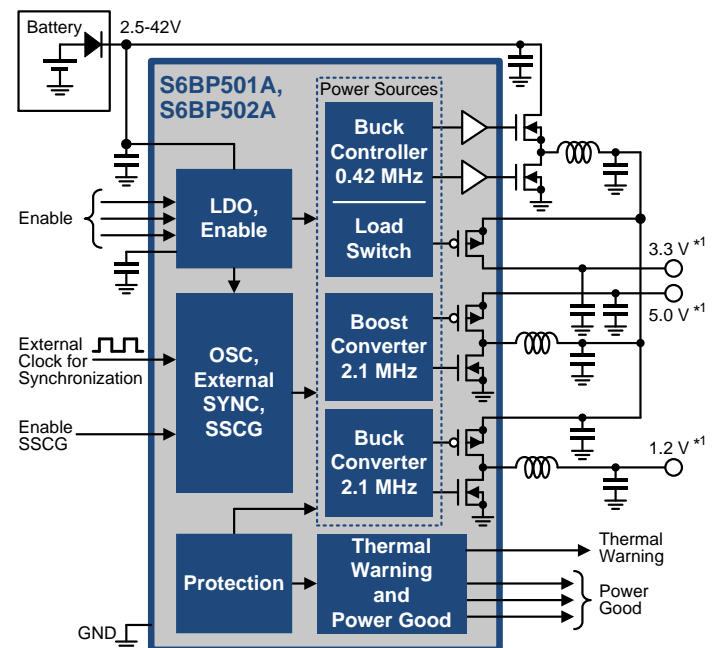 Battery
2.5-42V
S6BP501A,
S6BP502A
Power Sources
Buck
Controller
0.42 MHz
Load
Switch
LDO,
Enable
Enable
3.3 V *1
5.0 V *1
Boost
Converter
2.1 MHz
External
Clock for
Synchronization
OSC,
External
SYNC,
SSCG
Enable
SSCG
Buck
Converter
2.1 MHz
1.2 V *1
Protection
Thermal
Warning
and
Power Good
Thermal
Warning
Power
Good
GND